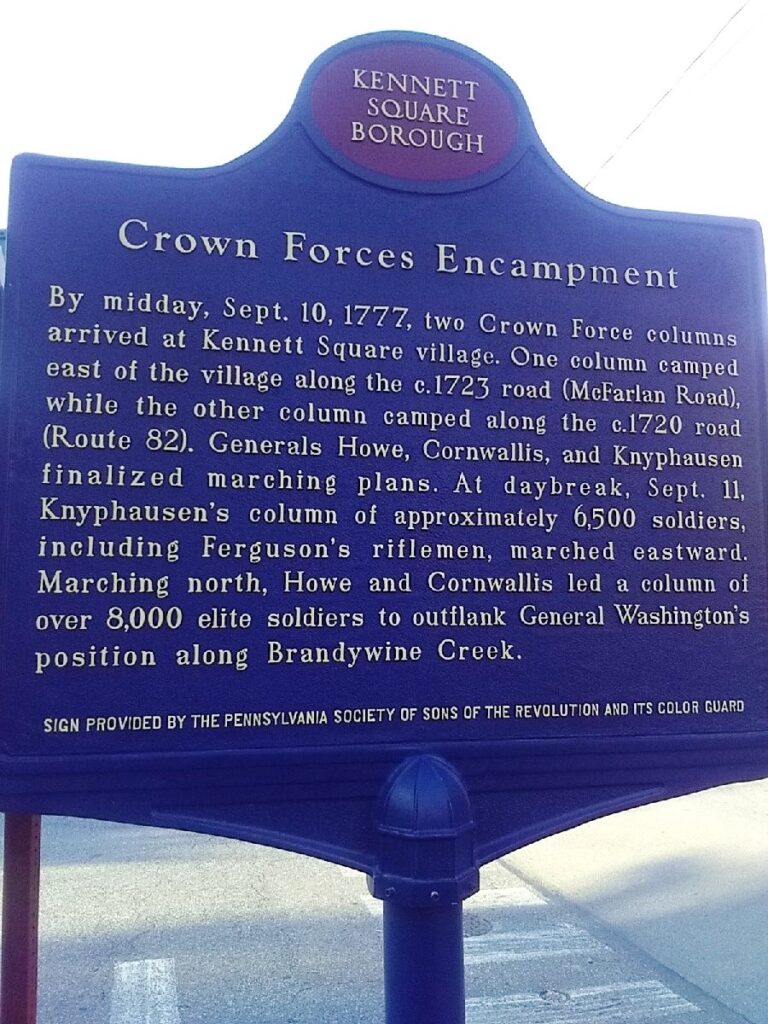 KENNETT
SQUARE
BOROUGH
Crown Forces Encampment
By midday, Sept. 10, 1777, two Crown Force columns
arrived at Kennett Square village. One column camped
east of the village along the c.1723 road (McFarlan Road),
while the other column camped along the c.1720 road
(Route 82). Generals Howe, Cornwallis, and Knyphausen
finalized marching plans. At daybreak, Sept. 11,
Knyphausen's column of approximately 6,500 soldiers,
including Ferguson's riflemen, marched eastward.
Marching north, Howe and Cornwallis led a column of
over 8,000 elite soldiers to outflank General Washington's
position along Brandywine Creek.
SIGN PROVIDED BY THE PENNSYLVANIA SOCIETY OF SONS OF THE REVOLUTION AND ITS COLOR GUARD